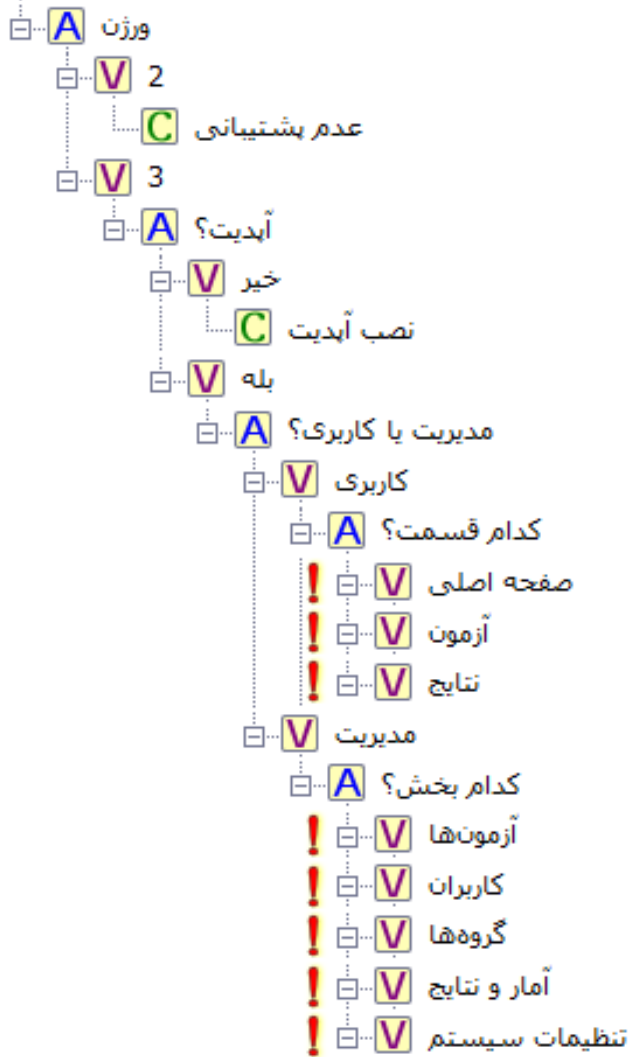 A ورژن
V 2
C عدم پشتیبانی
V 3
A آپدیت؟
V خیر
C نصب آپدیت
V بله
A مدیریت یا کاربری؟
V کاربری
A کدام قسمت؟
! V صفحه اصلی
! V آزمون
! V نتایج
V مدیریت
A کدام بخش؟
! V آزمون‌ها
! V کاربران
! V گروه‌ها
! V آمار و نتایج
! V تنظیمات سیستم